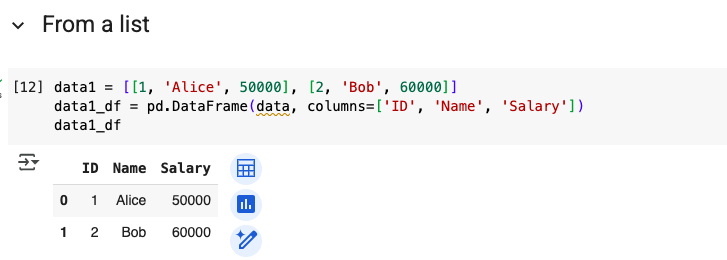 From a list
[12] data1 = [[1, 'Alice', 50000], [2, 'Bob', 60000]]
data1_df = pd.DataFrame(data, columns=['ID', 'Name', 'Salary'])
data1_df
ID Name Salary
0 1 Alice 50000
1 2 Bob 60000